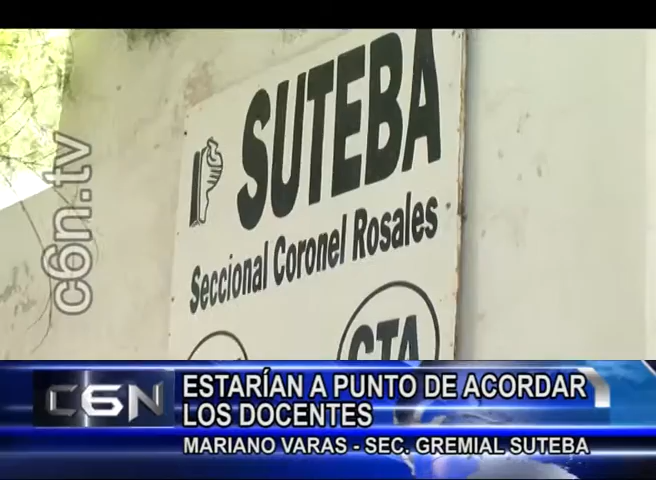 SUTEBA
Seccional Coronel Rosales
CTA
c6n.tv
C6N
ESTARÍAN A PUNTO DE ACORDAR
LOS DOCENTES
MARIANO VARAS - SEC. GREMIAL SUTEBA